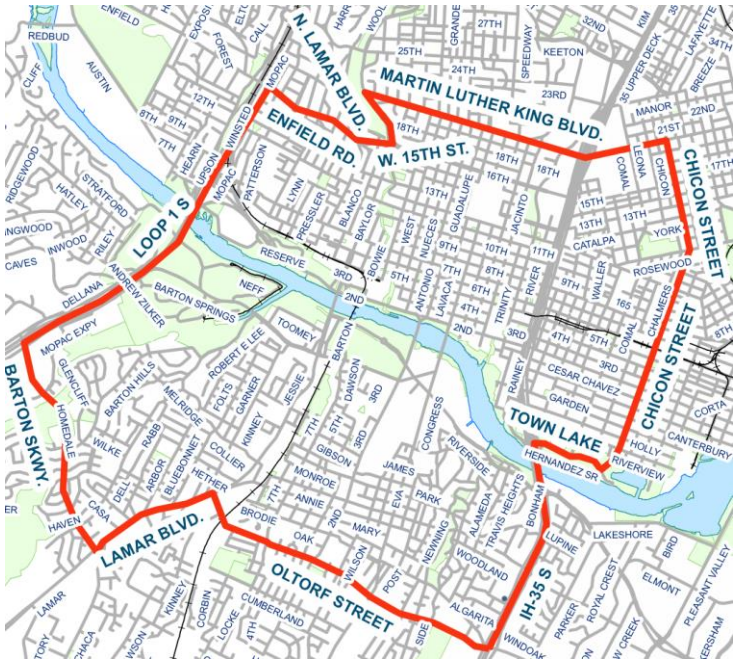 ENFIELD
EXPOSI
FOREST
ELT
CALL
HARR
WOOL
GRANDE
27TH
SPEEDWAY
32ND
KIM
LAFAYETTE
REDBUD
CLIFF
AUSTIN
N. LAMAR BLVD.
25TH
24TH
KEETON
35 UPPER DECK
34TH
BREEZE
MOPAC
WINSTED
12TH
9TH
8TH
7TH
MARTIN LUTHER KING BLVD.
23RD
MANOR
22ND
21ST
ENFIELD RD.
18TH
W. 15TH ST.
18TH
18TH
16TH
COMAL
LEONA
CHICON
17TH
RIDGEWOOD
HATLEY
STRATFORD
HEARN
UPSON
MOPAC
PATTERSON
LYNN
PRESSLER
BLANCO
BAYLOR
13TH
GUADALUPE
JACINTO
15TH
13TH
13TH
CATALPA
YORK
CHICON STREET
INGWOOD
INWOOD
RILEY
CAVES
LOOP 1 S
WEST
NUECES
9TH
10TH
11TH
ROSEWOOD
BOWIE
RESERVE
3RD
5TH
7TH
8TH
6TH
4TH
RIVER
9TH
WALLER
165
DELLANA
ANDREW ZILKER
NEFF
BARTON SPRINGS
2ND
ANTONIO
LAVACA
2ND
TRINITY
3RD
4TH
5TH
COMAL
CHALMERS
8TH
MOPAC EXPY
TOOMEY
ROBERT E LEE
BARTON
RAINEY
3RD
CESAR CHAVEZ
GARDEN
CHICON STREET
CORTA
BARTON SKWY.
GLENCLIFF
HOMEDALE
BARTON HILLS
MELRIDGE
FOLTS
GARNER
KINNEY
JESSIE
DAWSON
3RD
7TH
5TH
3RD
CONGRESS
TOWN LAKE
HOLLY
CANTERBURY
WILKE
RABB
COLLIER
GIBSON
RIVERSIDE
HERNANDEZ SR
RIVERVIEW
DELL
ARBOR
BLUEBONNET
HETHER
MONROE
JAMES
EVA
PARK
ALAMEDA
TRAVIS HEIGHTS
BONHAM
HAVEN
CASA
LAMAR BLVD.
7TH
ANNIE
2ND
MARY
NEWNING
LAKESHORE
BRODIE
OAK
WILSON
POST
WOODLAND
LUPINE
BIRD
PLEASANT VALLEY
OLTORF STREET
IH-35 S
ROYAL CREST
ELMONT
LAMAR
KINNEY
CORBIN
LOCKE
CUMBERLAND
4TH
SIDE
ALGARITA
WINDOAK
PARKER